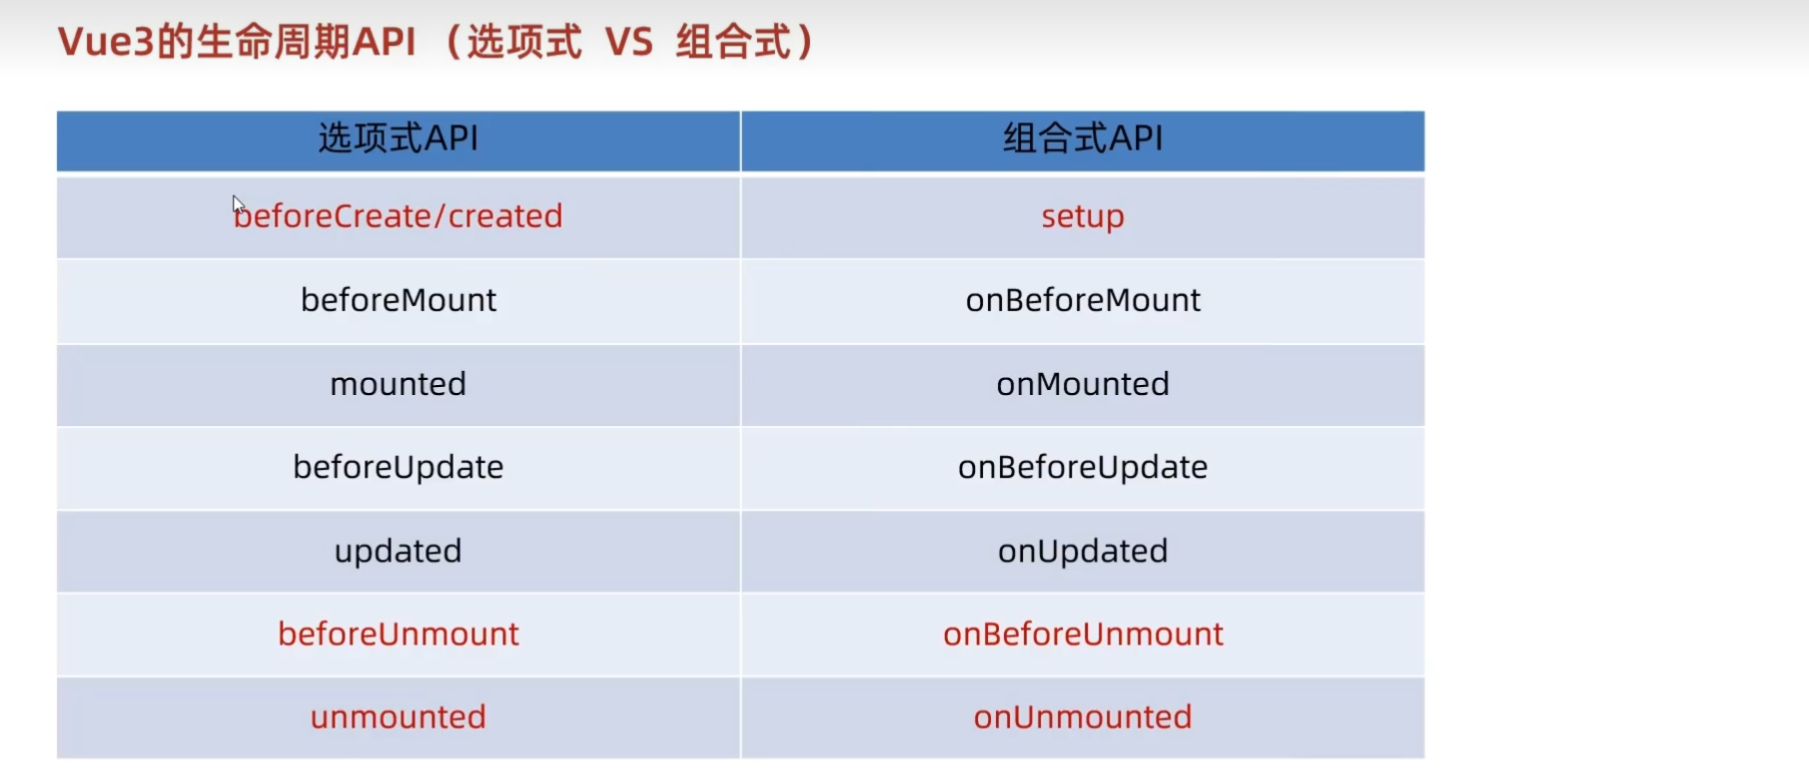 Vue3的生命周期API （选项式 VS 组合式）
选项式API 组合式API
beforeCreate/created setup
beforeMount onBeforeMount
mounted onMounted
beforeUpdate onBeforeUpdate
updated onUpdated
beforeUnmount onBeforeUnmount
unmounted onUnmounted